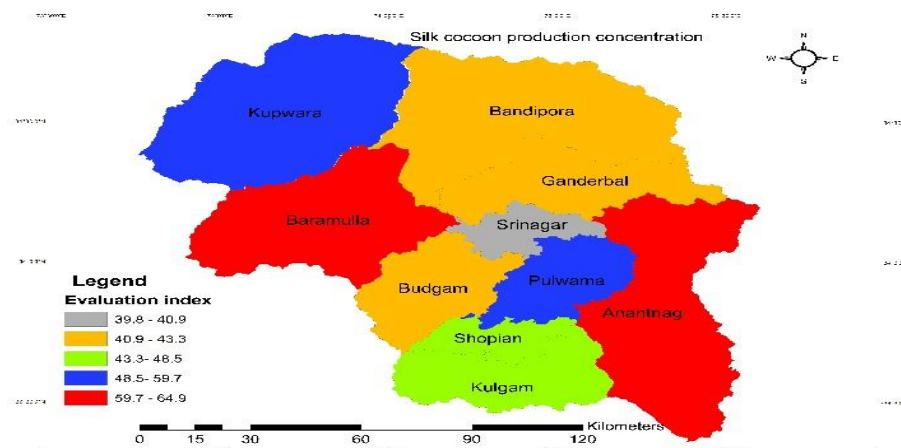 Silk cocoon production concentration
N
W E
S
Kupwara
Bandipora
Ganderbal
Baramulla
Srinagar
Legend
Evaluation index
39.8 - 40.9
40.9 - 43.3
43.3- 48.5
48.5- 59.7
59.7 - 64.9
Budgam
Pulwama
Anantnag
Shopian
Kulgam
Kilometers
0 15 30 60 90 120